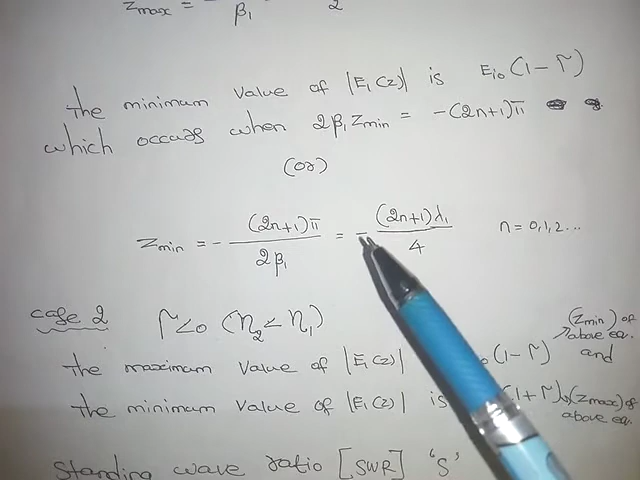 Zmax = β₁ 2
The minimum value of |E₁(z)| is Ei₀(1-Γ)
which occurs when 2β₁Zmin = -(2n+1)π
(or)
Zmin = - (2n+1)π / 2β₁ = - (2n+1)λ₁ / 4 n = 0,1,2...
case 2 Γ<0 (η₂<η₁)
The maximum value of |E₁(z)| ₀(1-Γ) (Zmin) of above eq. and
The minimum value of |E₁(z)| is (1+Γ) (Zmax) of above eq.
Standing wave ratio [SWR] 'S'